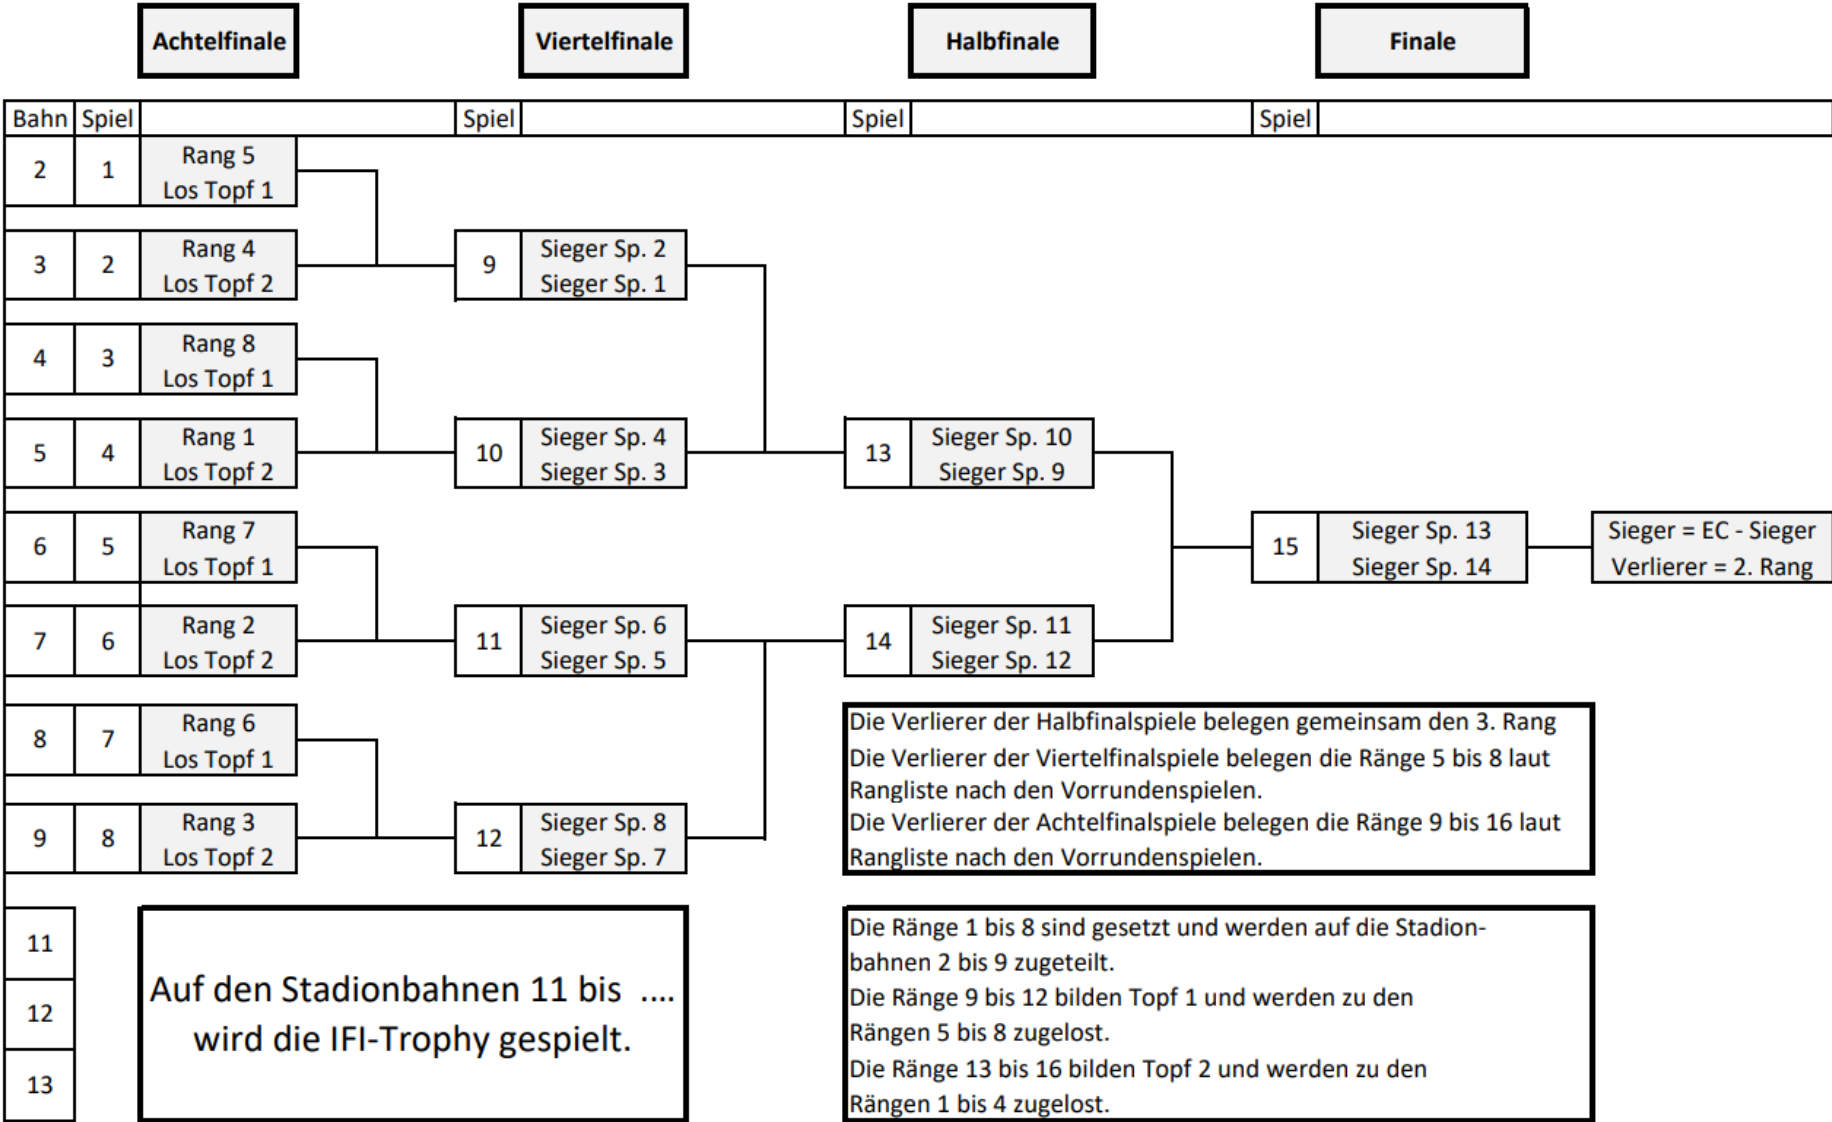 Achtelfinale Viertelfinale Halbfinale Finale
Bahn Spiel Spiel Spiel Spiel
2 1 Rang 5
Los Topf 1
3 2 Rang 4
Los Topf 2
9 Sieger Sp. 2
Sieger Sp. 1
4 3 Rang 8
Los Topf 1
5 4 Rang 1
Los Topf 2
10 Sieger Sp. 4
Sieger Sp. 3
13 Sieger Sp. 10
Sieger Sp. 9
6 5 Rang 7
Los Topf 1
15 Sieger Sp. 13
Sieger Sp. 14
Sieger = EC - Sieger
Verlierer = 2. Rang
7 6 Rang 2
Los Topf 2
11 Sieger Sp. 6
Sieger Sp. 5
14 Sieger Sp. 11
Sieger Sp. 12
8 7 Rang 6
Los Topf 1
9 8 Rang 3
Los Topf 2
12 Sieger Sp. 8
Sieger Sp. 7
Die Verlierer der Halbfinalspiele belegen gemeinsam den 3. Rang
Die Verlierer der Viertelfinalspiele belegen die Ränge 5 bis 8 laut
Rangliste nach den Vorrundenspielen.
Die Verlierer der Achtelfinalspiele belegen die Ränge 9 bis 16 laut
Rangliste nach den Vorrundenspielen.
11
12
13
Auf den Stadionbahnen 11 bis ....
wird die IFI-Trophy gespielt.
Die Ränge 1 bis 8 sind gesetzt und werden auf die Stadion-
bahnen 2 bis 9 zugeteilt.
Die Ränge 9 bis 12 bilden Topf 1 und werden zu den
Rängen 5 bis 8 zugelost.
Die Ränge 13 bis 16 bilden Topf 2 und werden zu den
Rängen 1 bis 4 zugelost.